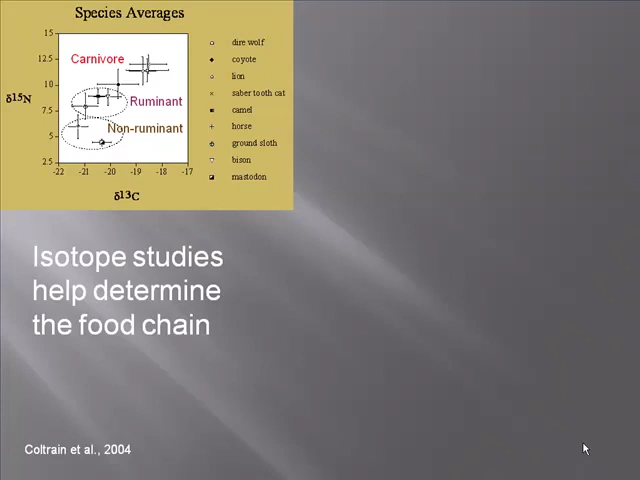 Species Averages
15
12.5
10
7.5
5
2.5
δ15N
Carnivore
Ruminant
Non-ruminant
-22
-21
-20
-19
-18
-17
δ13C
dire wolf
coyote
lion
saber tooth cat
camel
horse
ground sloth
bison
mastodon
Isotope studies
help determine
the food chain
Coltrain et al., 2004